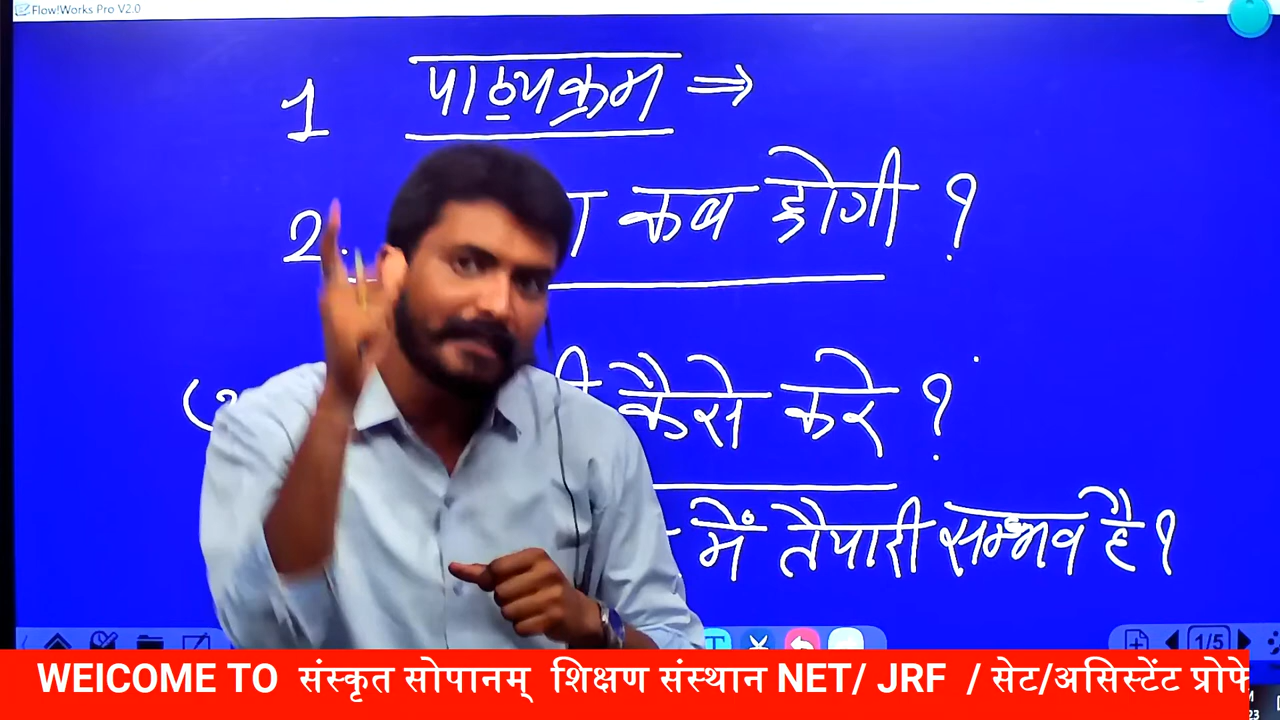 Flow!Works Pro V2.0
1 पाठ्यक्रम ⇒
2. कब होगी ?
कैसे करे ?
में तैयारी सम्भव है ?
1/5
WEICOME TO संस्कृत सोपानम् शिक्षण संस्थान NET/ JRF / सेट/असिस्टेंट प्रोफे